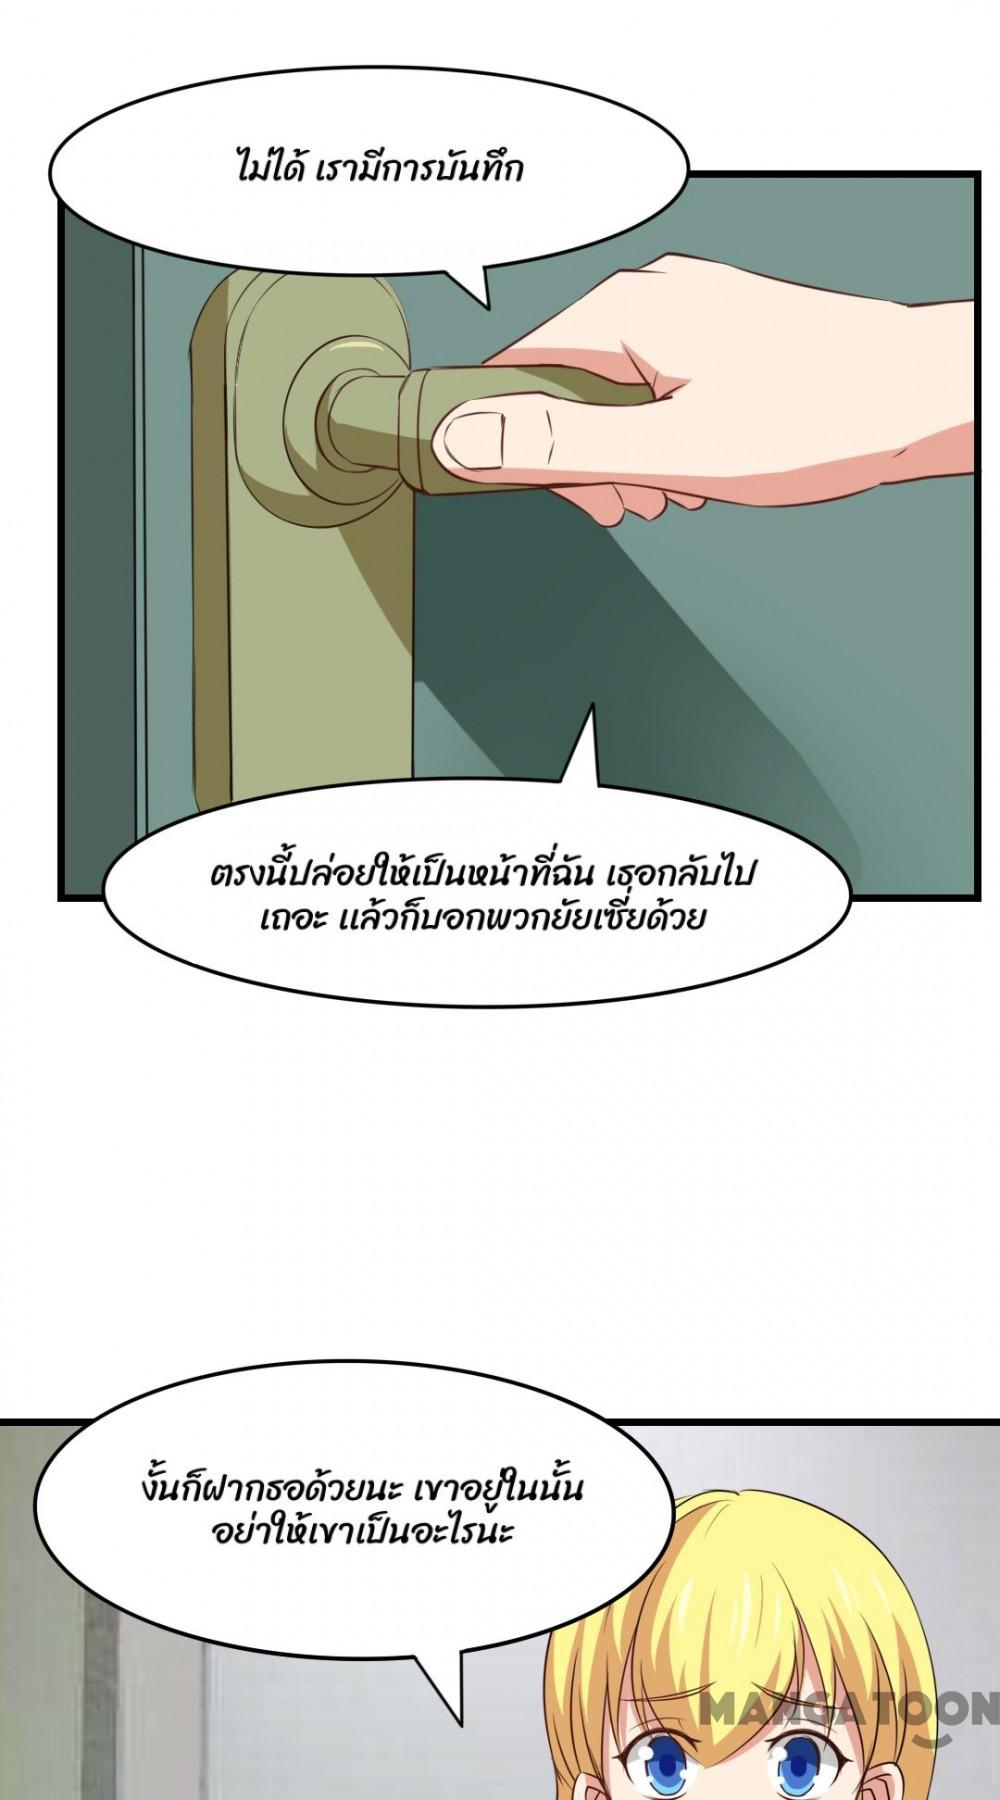 ไม่ได้ เรามีการบันทึก
ตรงนี้ปล่อยให้เป็นหน้าที่ฉัน เธอกลับไป
เถอะ แล้วก็บอกพวกยัยเซี่ยด้วย
งั้นก็ฝากธอด้วยนะ เขาอยู่ในนั้น
อย่าให้เขาเป็นอะไรนะ
MANGATOON